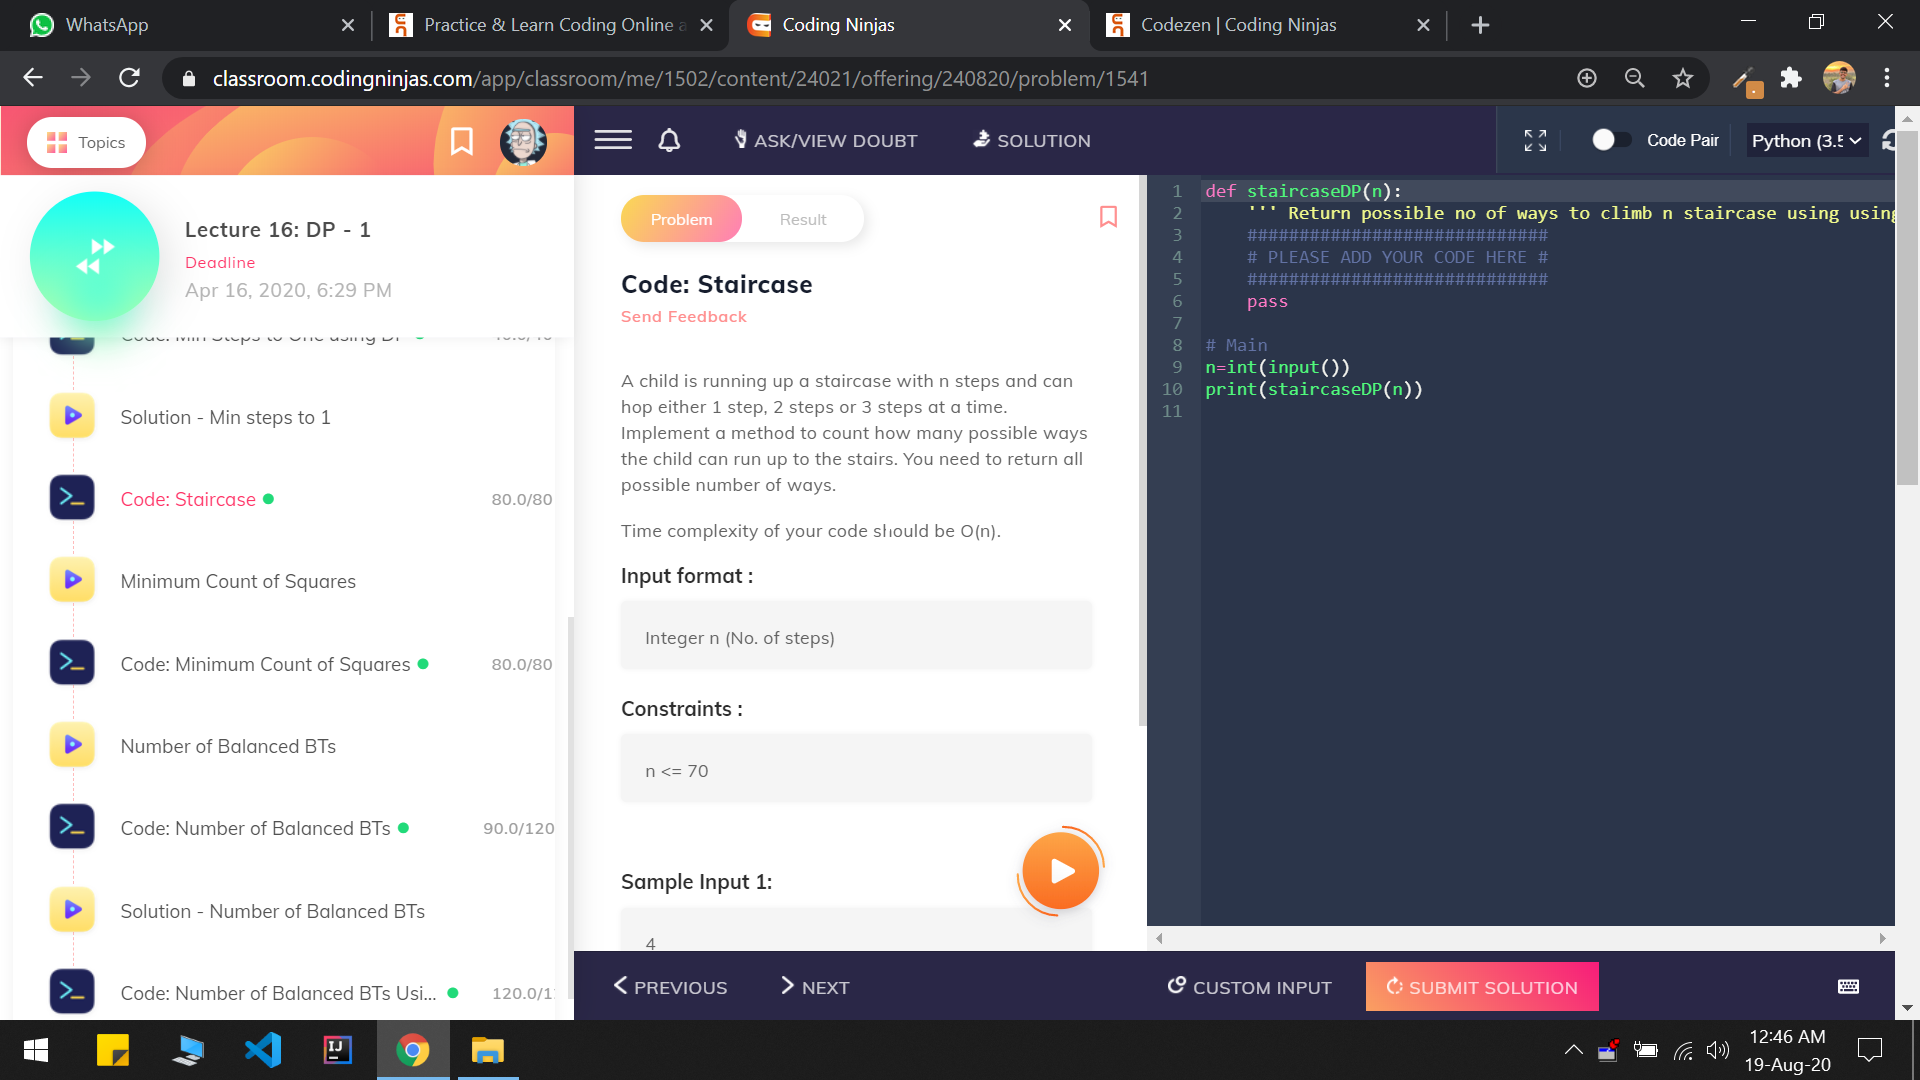 WhatsApp
Practice & Learn Coding Online a
Coding Ninjas
Codezen | Coding Ninjas
classroom.codingninjas.com/app/classroom/me/1502/content/24021/offering/240820/problem/1541
Topics
Lecture 16: DP - 1
Deadline
Apr 16, 2020, 6:29 PM
Code: Min Steps to One using DP
Solution - Min steps to 1
Code: Staircase 80.0/80
Minimum Count of Squares
Code: Minimum Count of Squares 80.0/80
Number of Balanced BTs
Code: Number of Balanced BTs 90.0/120
Solution - Number of Balanced BTs
Code: Number of Balanced BTs Usi... 120.0/1
ASK/VIEW DOUBT
SOLUTION
Code Pair
Python (3.5
Problem
Result
Code: Staircase
Send Feedback
A child is running up a staircase with n steps and can
hop either 1 step, 2 steps or 3 steps at a time.
Implement a method to count how many possible ways
the child can run up to the stairs. You need to return all
possible number of ways.
Time complexity of your code should be O(n).
Input format :
Integer n (No. of steps)
Constraints :
n <= 70
Sample Input 1:
4
1 def staircaseDP(n):
2 ''' Return possible no of ways to climb n staircase using using
3 #############################
4 # PLEASE ADD YOUR CODE HERE #
5 #############################
6 pass
7
8 # Main
9 n=int(input())
10 print(staircaseDP(n))
11
PREVIOUS
NEXT
CUSTOM INPUT
SUBMIT SOLUTION
IJ
12:46 AM
19-Aug-20